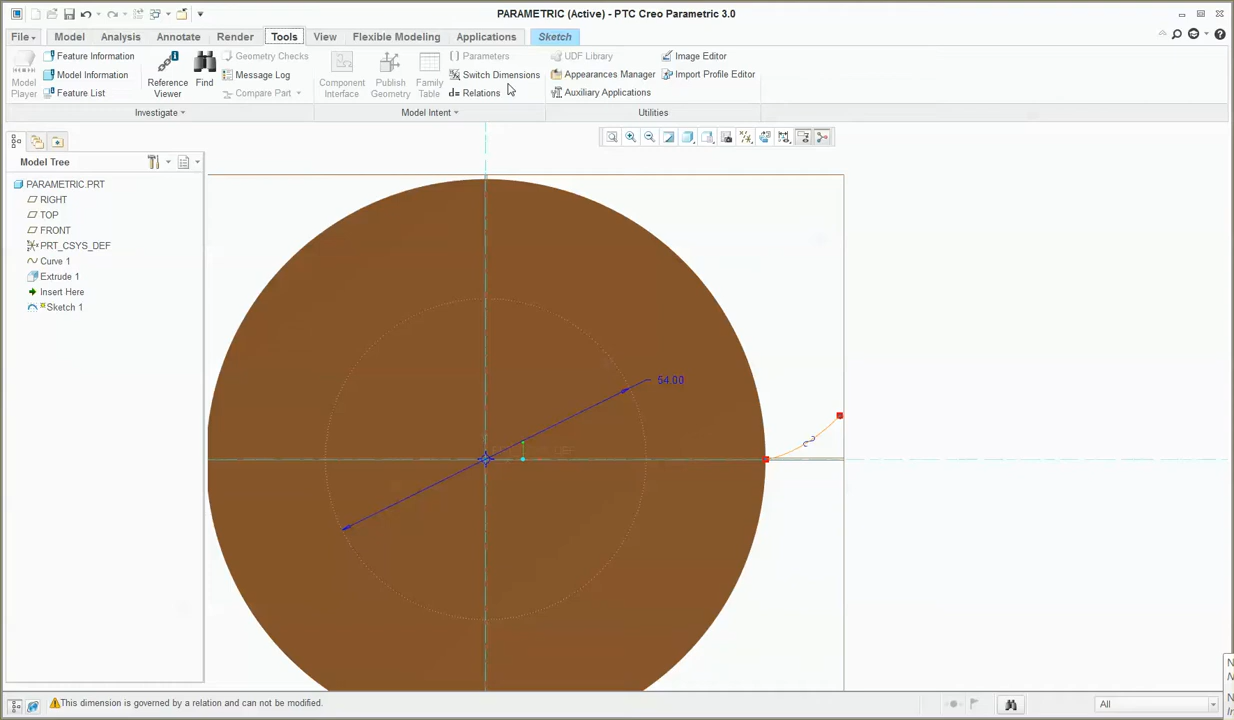 PARAMETRIC (Active) - PTC Creo Parametric 3.0
File Model Analysis Annotate Render Tools View Flexible Modeling Applications Sketch
Model Player
Feature Information
Model Information
Feature List
Reference Viewer
Find
Geometry Checks
Message Log
Compare Part
Component Interface
Publish Geometry
Family Table
Parameters
Switch Dimensions
d= Relations
UDF Library
Appearances Manager
Auxiliary Applications
Image Editor
Import Profile Editor
Investigate Model Intent Utilities
Model Tree
PARAMETRIC.PRT
RIGHT
TOP
FRONT
PRT_CSYS_DEF
Curve 1
Extrude 1
Insert Here
Sketch 1
54.00
This dimension is governed by a relation and can not be modified.
All